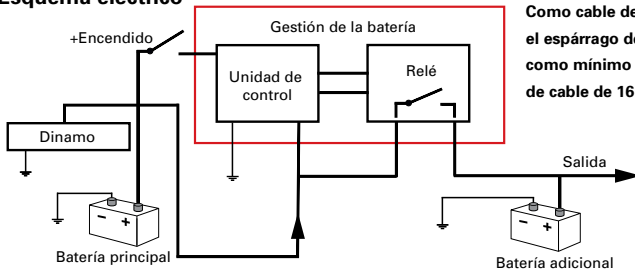 Esquema eléctrico
Gestión de la batería
+Encendido
Unidad de
control
Relé
Dinamo
Salida
Batería principal
Batería adicional
Como cable de
el espárrago de
como mínimo
de cable de 16